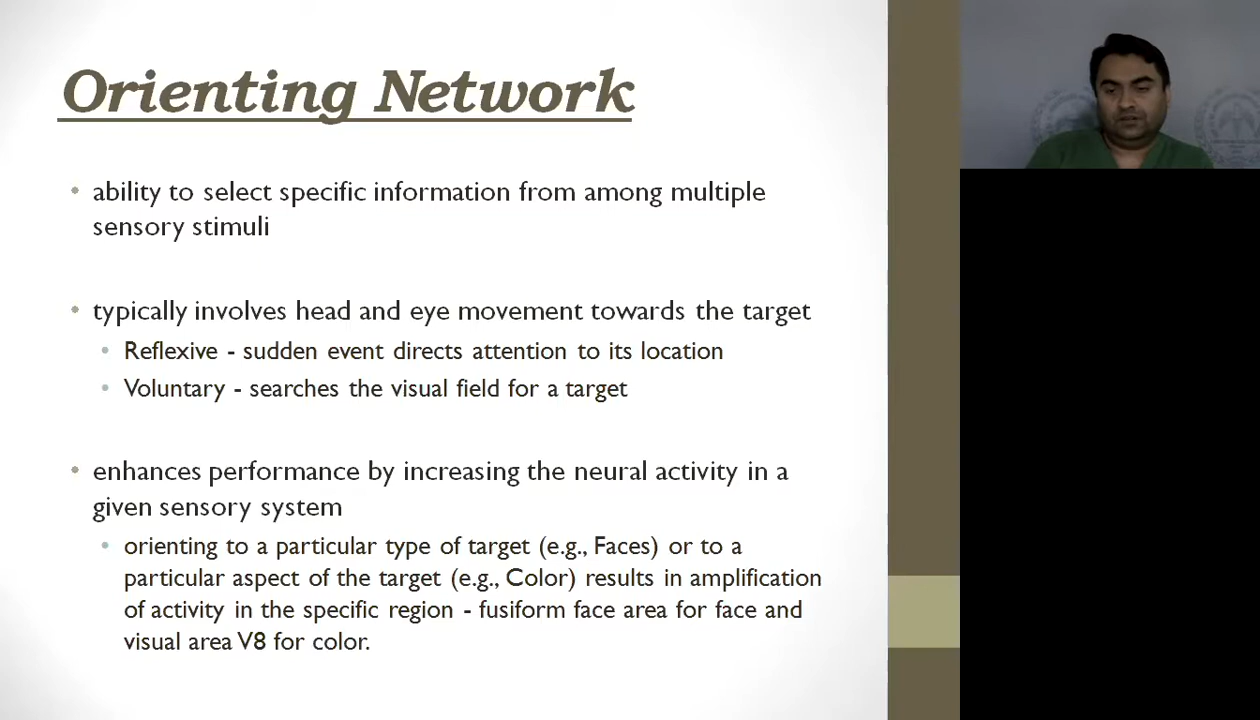 Orienting Network
• ability to select specific information from among multiple
sensory stimuli
• typically involves head and eye movement towards the target
• Reflexive - sudden event directs attention to its location
• Voluntary - searches the visual field for a target
• enhances performance by increasing the neural activity in a
given sensory system
• orienting to a particular type of target (e.g., Faces) or to a
particular aspect of the target (e.g., Color) results in amplification
of activity in the specific region - fusiform face area for face and
visual area V8 for color.